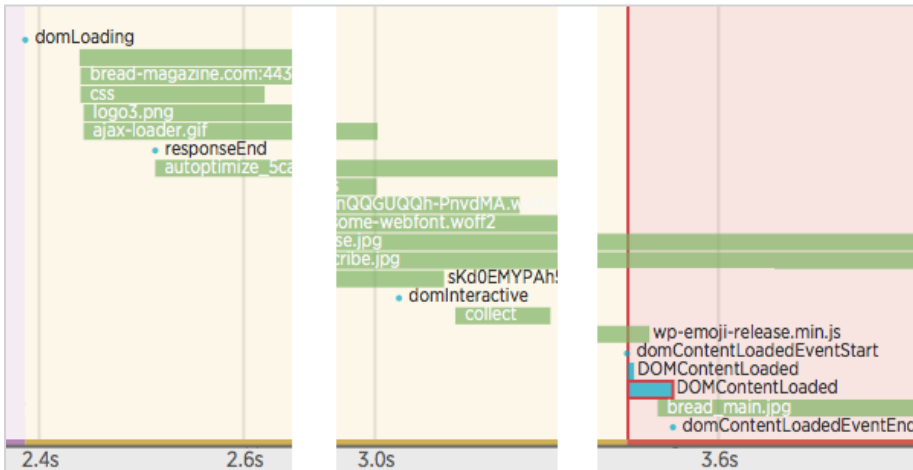 domLoading
bread-magazine.com:443
css
logo3.png
ajax-loader.gif
responseEnd
autoptimize_5ca
nQQGUQQh-PnvdMA.w
some-webfont.woff2
se.jpg
cribe.jpg
sKd0EMYPAh5
domInteractive
collect
wp-emoji-release.min.js
domContentLoadedEventStart
DOMContentLoaded
DOMContentLoaded
bread_main.jpg
domContentLoadedEventEnd
2.4s 2.6s 3.0s 3.6s